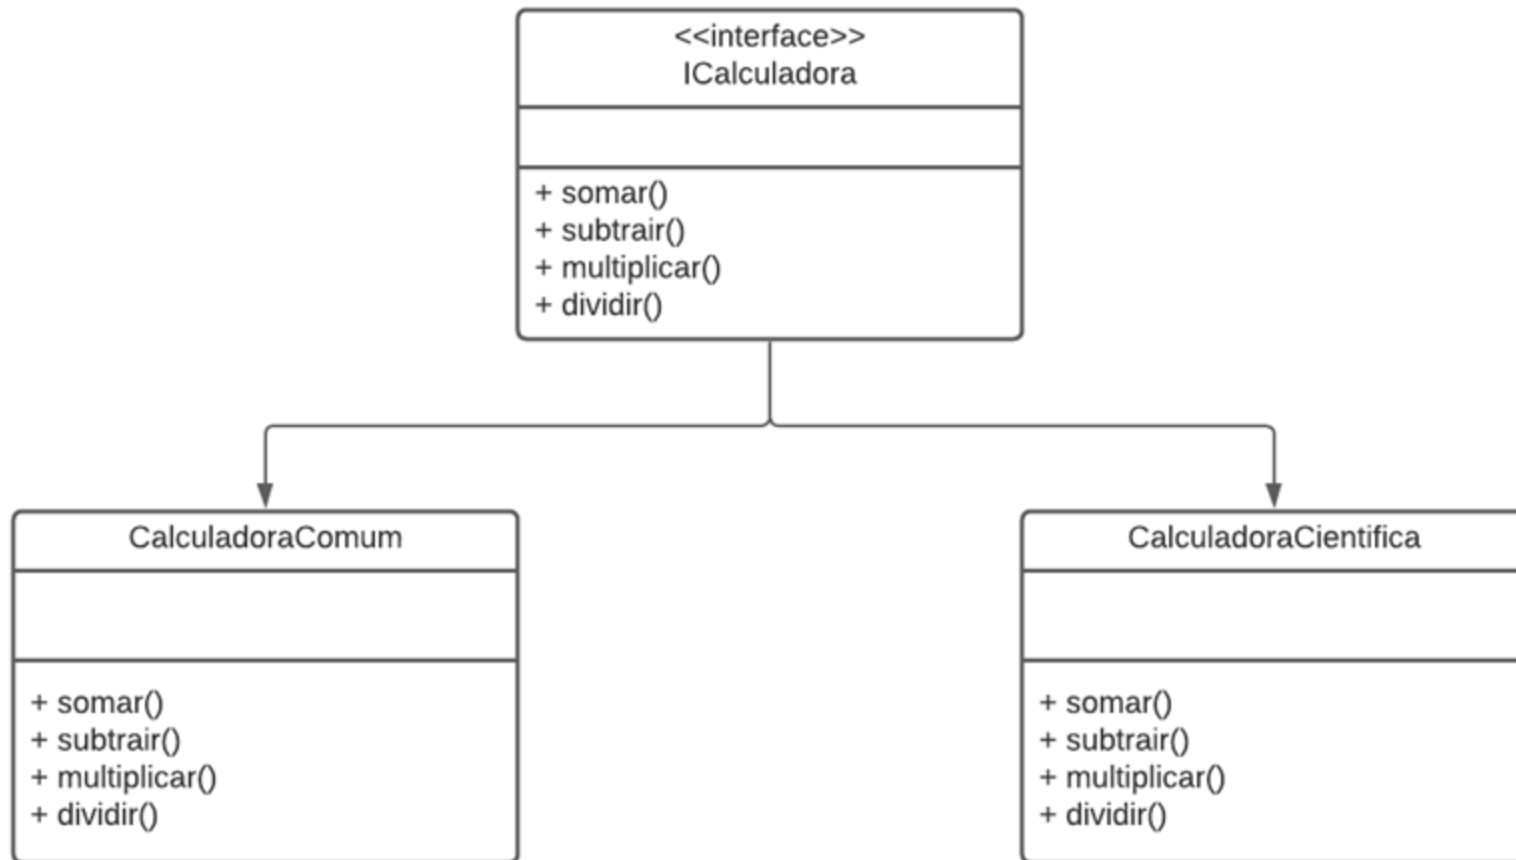 <<interface>>
ICalculadora
+ somar()
+ subtrair()
+ multiplicar()
+ dividir()
CalculadoraComum
+ somar()
+ subtrair()
+ multiplicar()
+ dividir()
CalculadoraCientifica
+ somar()
+ subtrair()
+ multiplicar()
+ dividir()